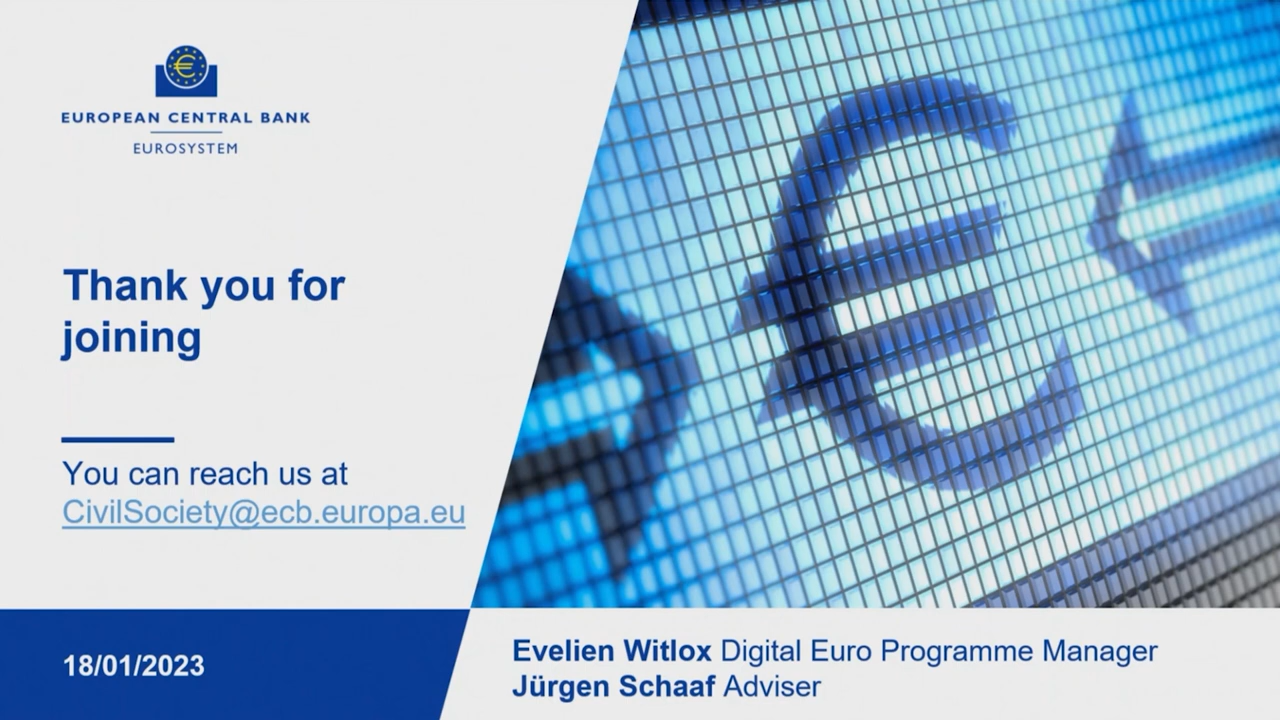 EUROPEAN CENTRAL BANK
EUROSYSTEM
Thank you for
joining
You can reach us at
CivilSociety@ecb.europa.eu
18/01/2023
Evelien Witlox Digital Euro Programme Manager
Jürgen Schaaf Adviser